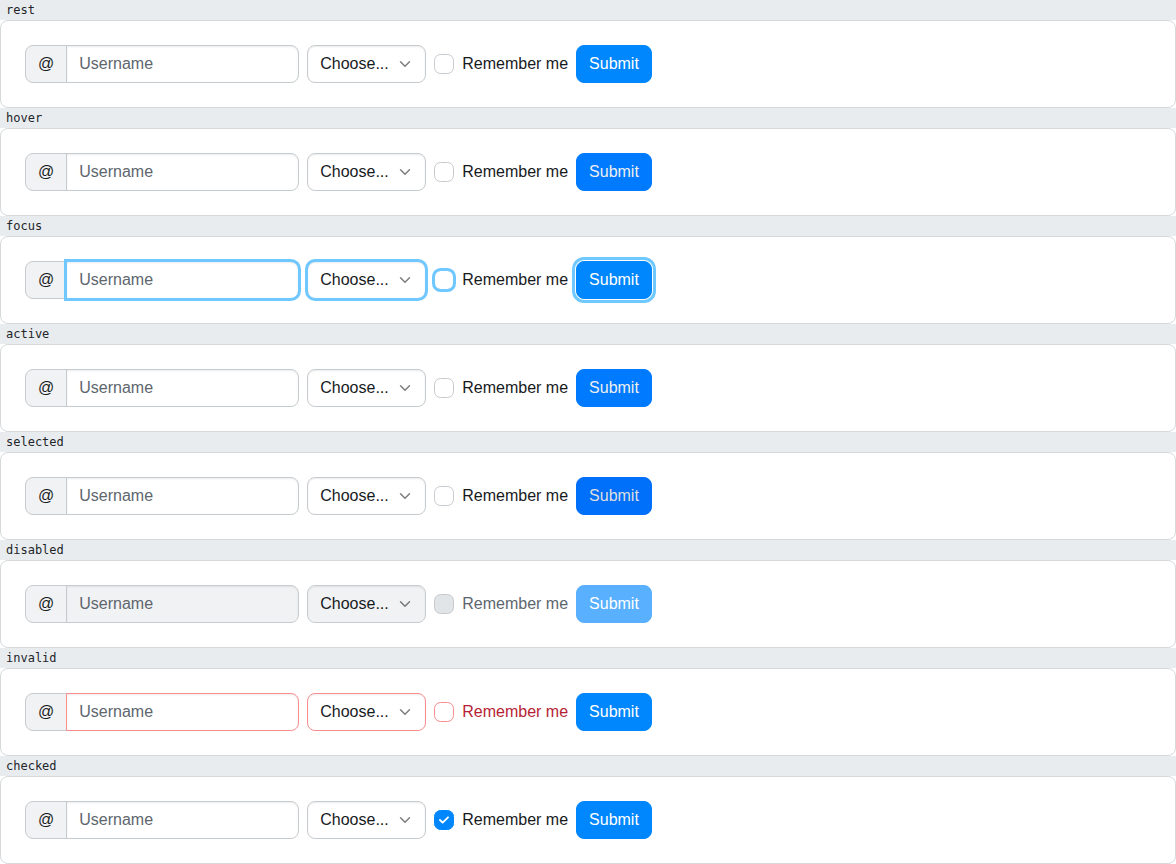 rest
@ Username Choose... Remember me Submit
hover
@ Username Choose... Remember me Submit
focus
@ Username Choose... Remember me Submit
active
@ Username Choose... Remember me Submit
selected
@ Username Choose... Remember me Submit
disabled
@ Username Choose... Remember me Submit
invalid
@ Username Choose... Remember me Submit
checked
@ Username Choose... Remember me Submit